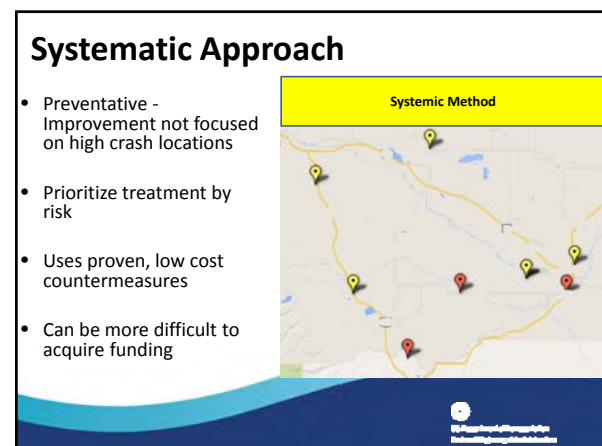 Systematic Approach
• Preventative -
Improvement not focused
on high crash locations
• Prioritize treatment by
risk
• Uses proven, low cost
countermeasures
• Can be more difficult to
acquire funding
Systemic Method